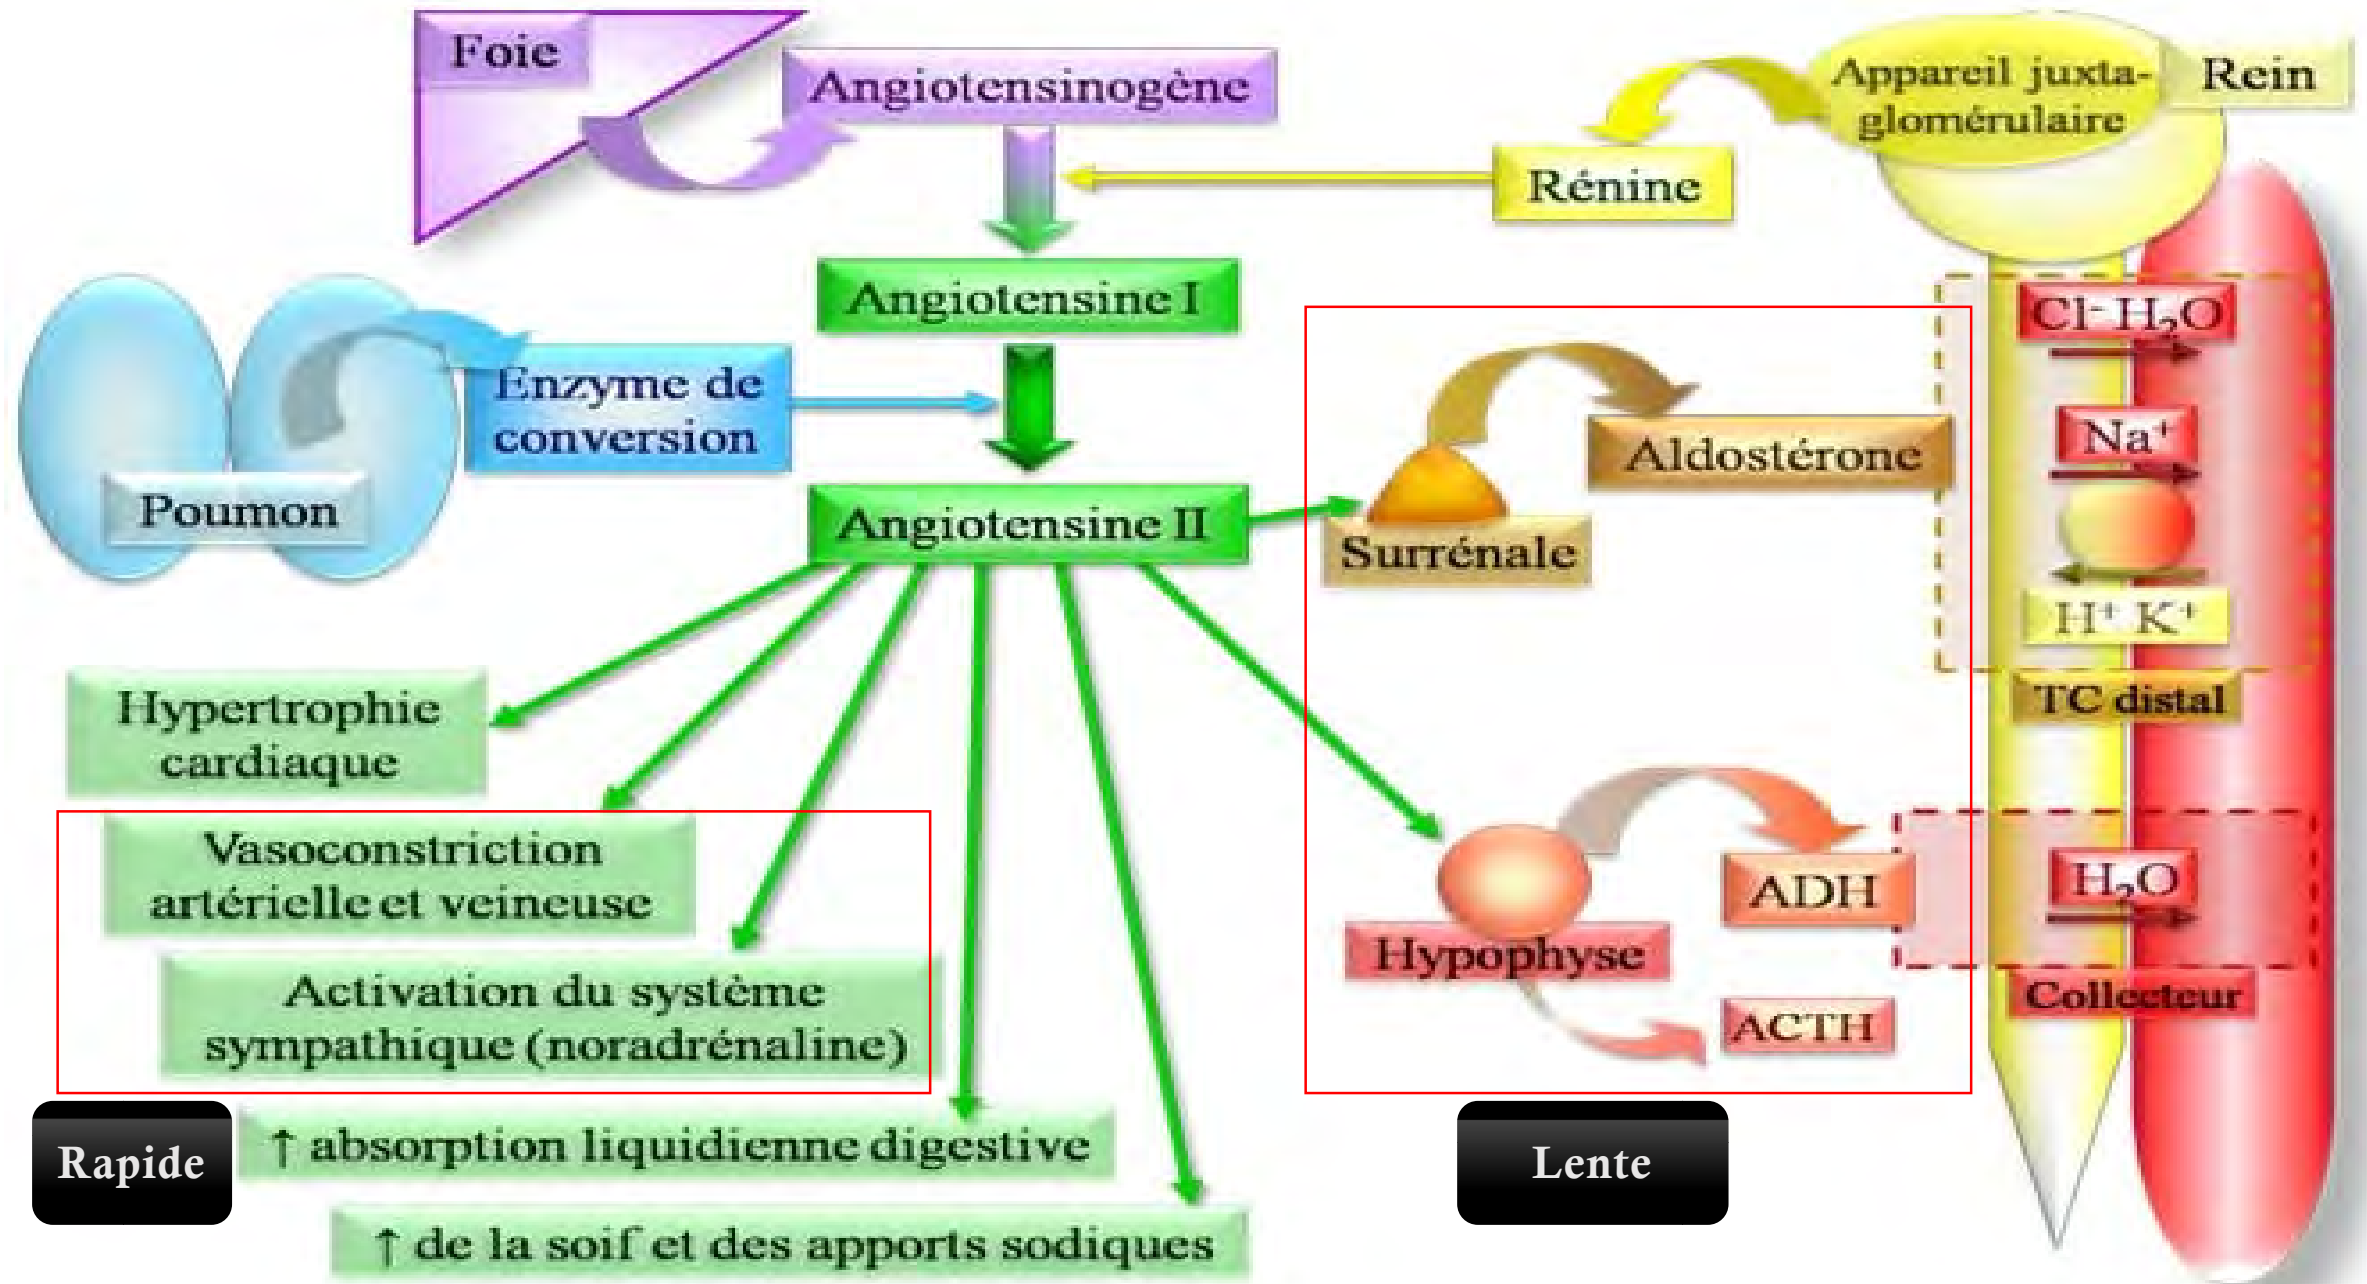 Foie
Angiotensinogène
Appareil juxta-
glomérulaire
Rein
Rénine
Angiotensine I
Cl- H₂O
Enzyme de
conversion
Na⁺
Aldostérone
Poumon
Angiotensine II
Surrénale
H⁺ K⁺
TC distal
Hypertrophie
cardiaque
Vasoconstriction
artérielle et veineuse
ADH
H₂O
Hypophyse
Activation du système
sympathique (noradrénaline)
Collecteur
ACTH
Rapide
↑ absorption liquidienne digestive
Lente
↑ de la soif et des apports sodiques